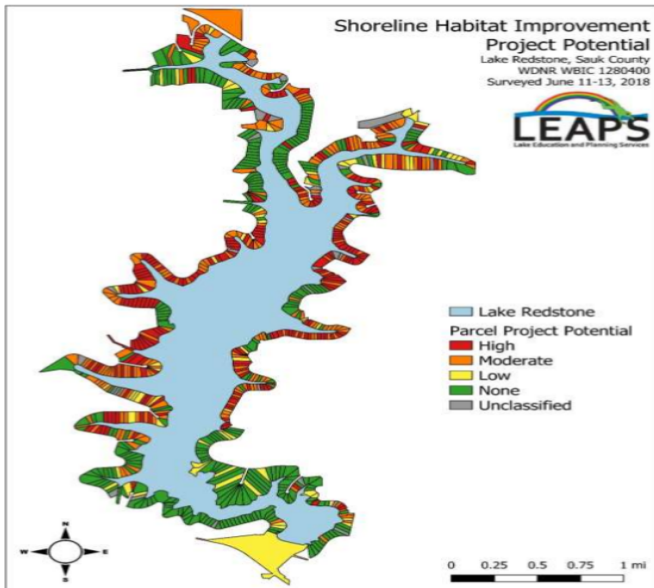 Shoreline Habitat Improvement
Project Potential
Lake Redstone, Sauk County
WDNR WBIC 1280400
Surveyed June 11-13, 2018
LEAPS
Lake Education and Planning Services
Lake Redstone
Parcel Project Potential
High
Moderate
Low
None
Unclassified
N
W E
S
0 0.25 0.5 0.75 1 mi